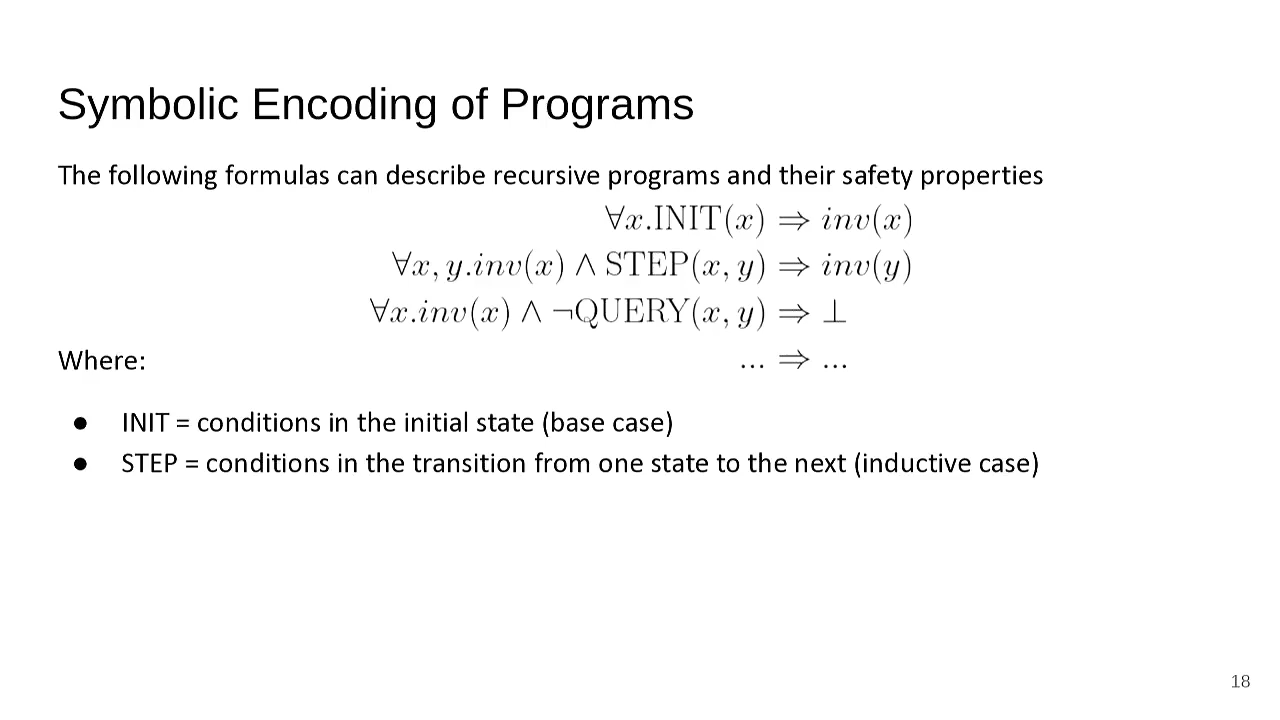 Symbolic Encoding of Programs
The following formulas can describe recursive programs and their safety properties
∀x.INIT(x) ⇒ inv(x)
∀x, y.inv(x) ∧ STEP(x, y) ⇒ inv(y)
∀x.inv(x) ∧ ¬QUERY(x, y) ⇒ ⊥
Where:
... ⇒ ...
● INIT = conditions in the initial state (base case)
● STEP = conditions in the transition from one state to the next (inductive case)
18